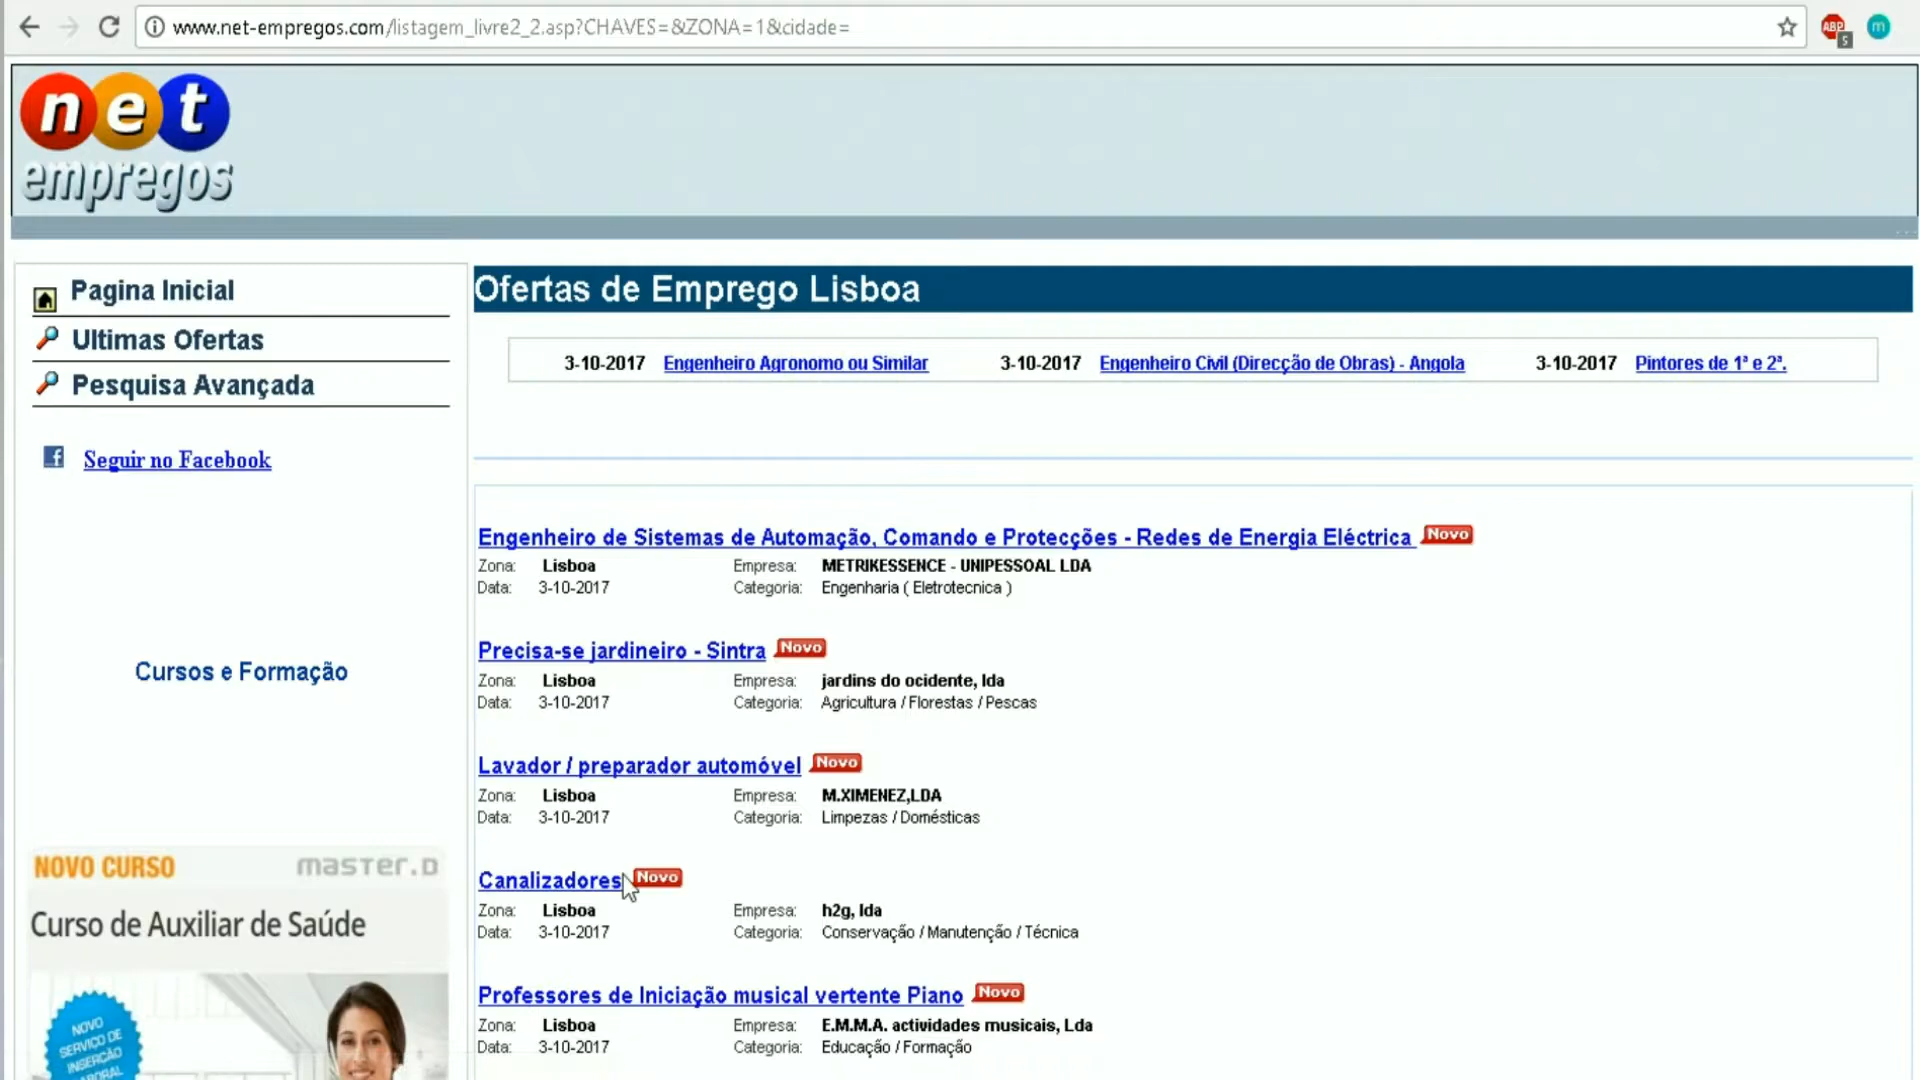 www.net-empregos.com/listagem_livre2_2.asp?CHAVES=&ZONA=1&cidade=
ABP
5
m
net
empregos
Pagina Inicial
Ultimas Ofertas
Pesquisa Avançada
Seguir no Facebook
Cursos e Formação
NOVO CURSO
master.D
Curso de Auxiliar de Saúde
NOVO
SERVIÇO DE
INSERÇÃO
LABORAL
Ofertas de Emprego Lisboa
3-10-2017 Engenheiro Agronomo ou Similar 3-10-2017 Engenheiro Civil (Direcção de Obras) - Angola 3-10-2017 Pintores de 1ª e 2ª.
Engenheiro de Sistemas de Automação, Comando e Protecções - Redes de Energia Eléctrica Novo
Zona: Lisboa Empresa: METRIKESSENCE - UNIPESSOAL LDA
Data: 3-10-2017 Categoria: Engenharia ( Eletrotecnica )
Precisa-se jardineiro - Sintra Novo
Zona: Lisboa Empresa: jardins do ocidente, lda
Data: 3-10-2017 Categoria: Agricultura / Florestas / Pescas
Lavador / preparador automóvel Novo
Zona: Lisboa Empresa: M.XIMENEZ,LDA
Data: 3-10-2017 Categoria: Limpezas / Domésticas
Canalizadores Novo
Zona: Lisboa Empresa: h2g, lda
Data: 3-10-2017 Categoria: Conservação / Manutenção / Técnica
Professores de Iniciação musical vertente Piano Novo
Zona: Lisboa Empresa: E.M.M.A. actividades musicais, Lda
Data: 3-10-2017 Categoria: Educação / Formação